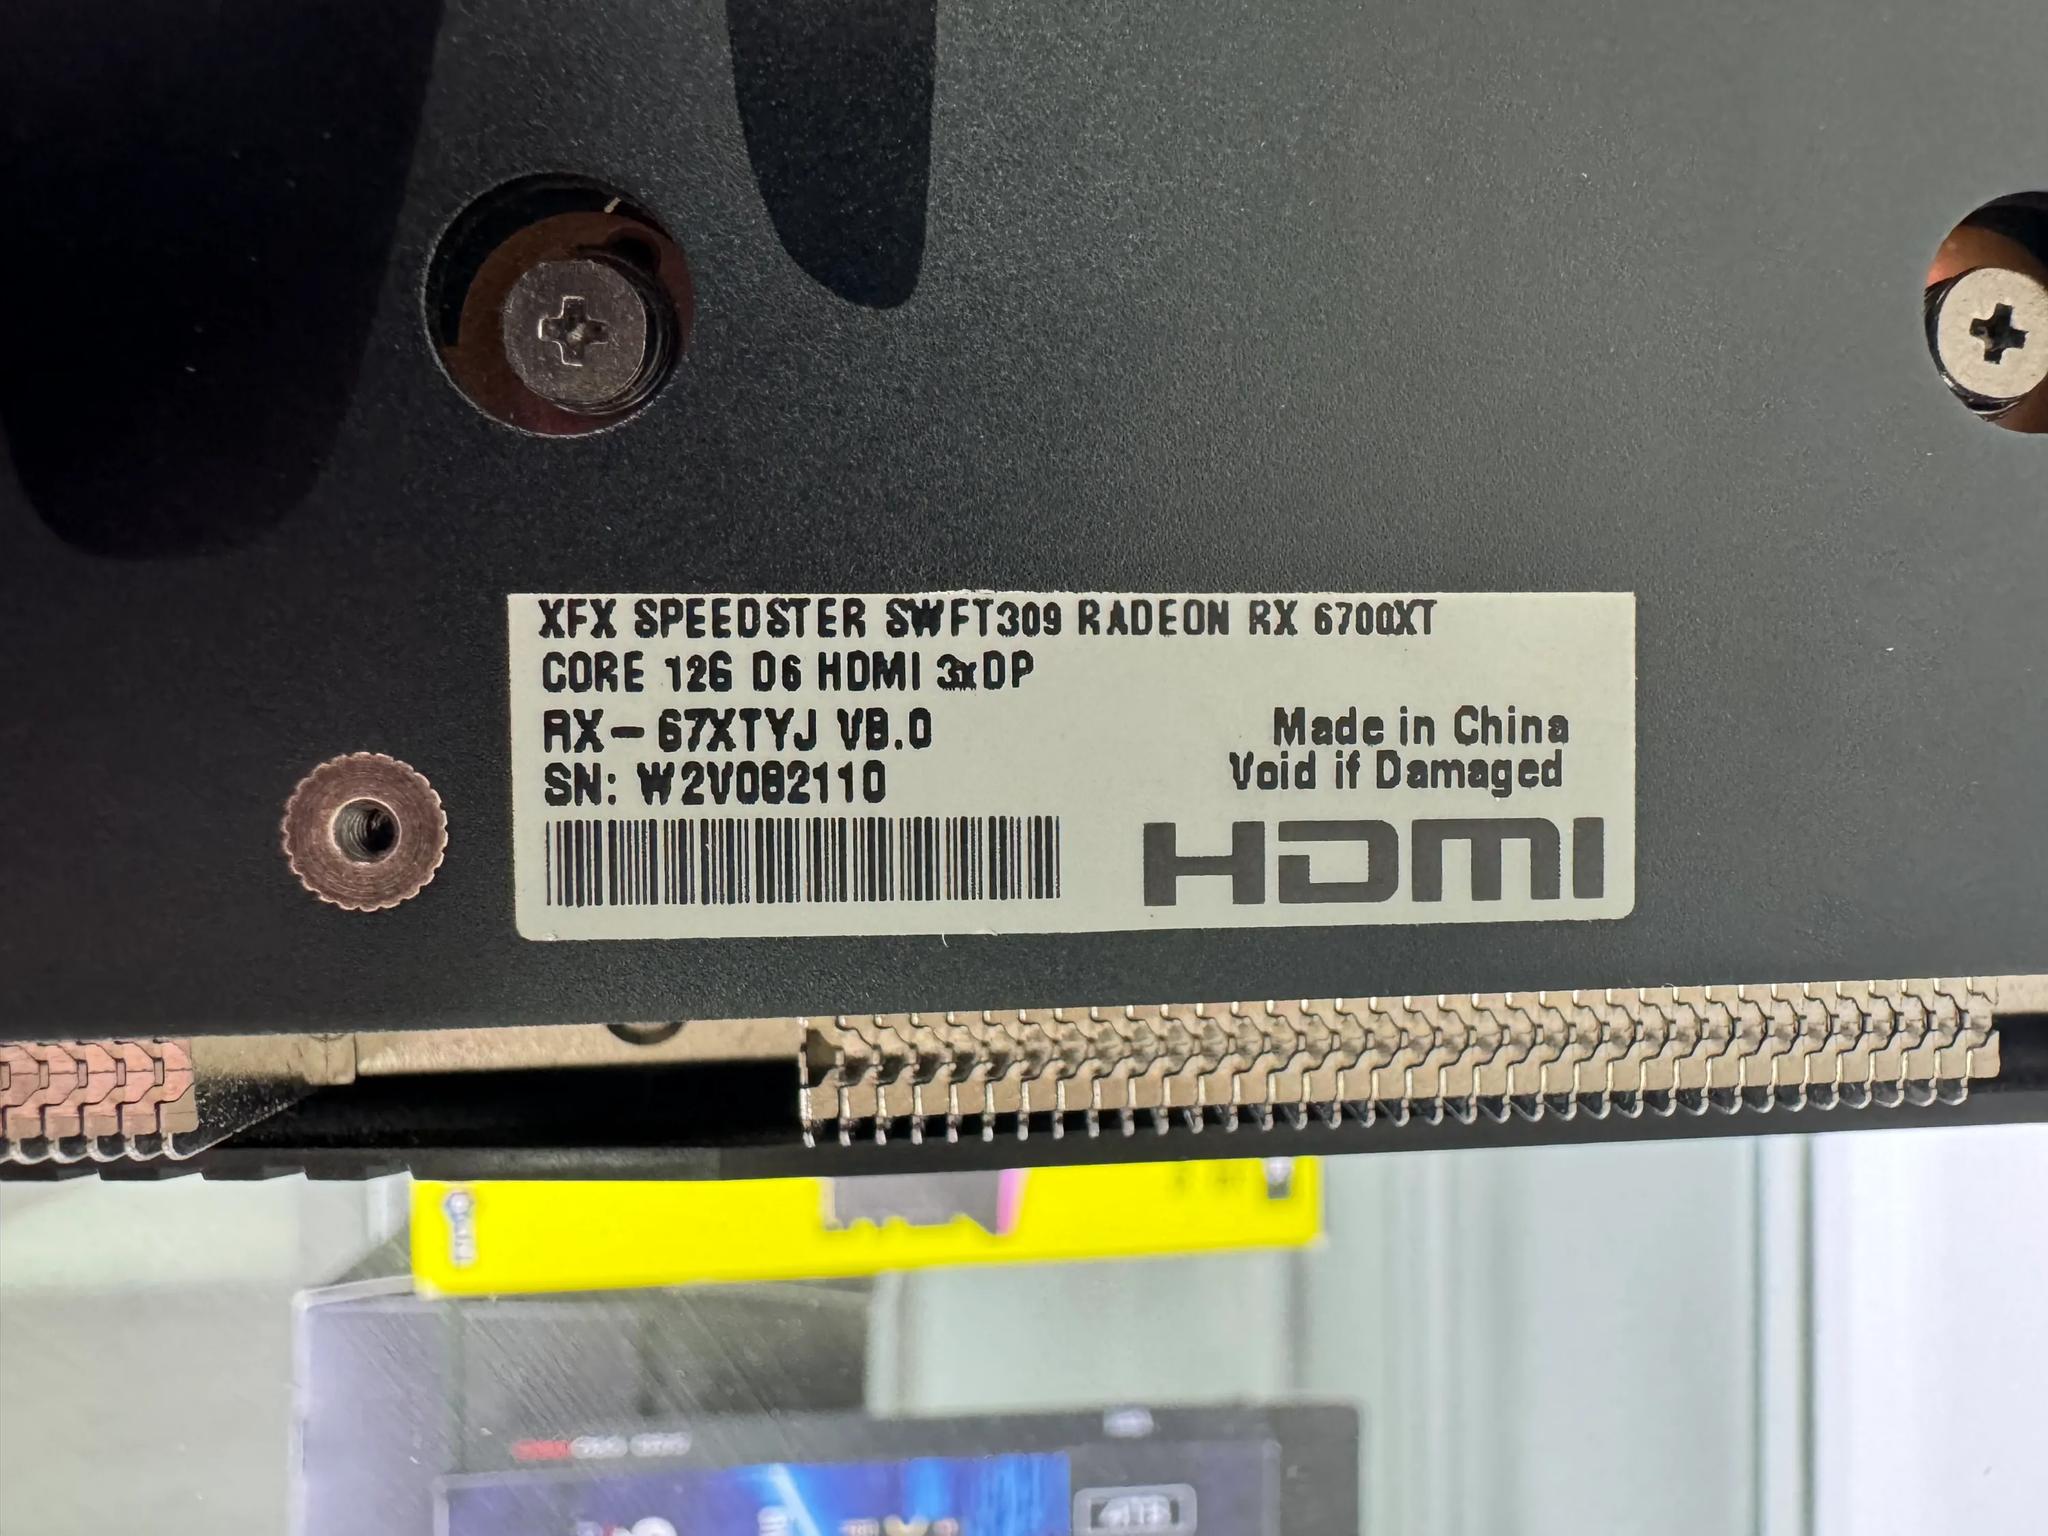 XFX SPEEDSTER SWFT309 RADEON RX 6700XT
CORE 12G D6 HDMI 3xDP
RX-67XTYJ V8.0
SN: W2V082110
Made in China
Void if Damaged
HDMI